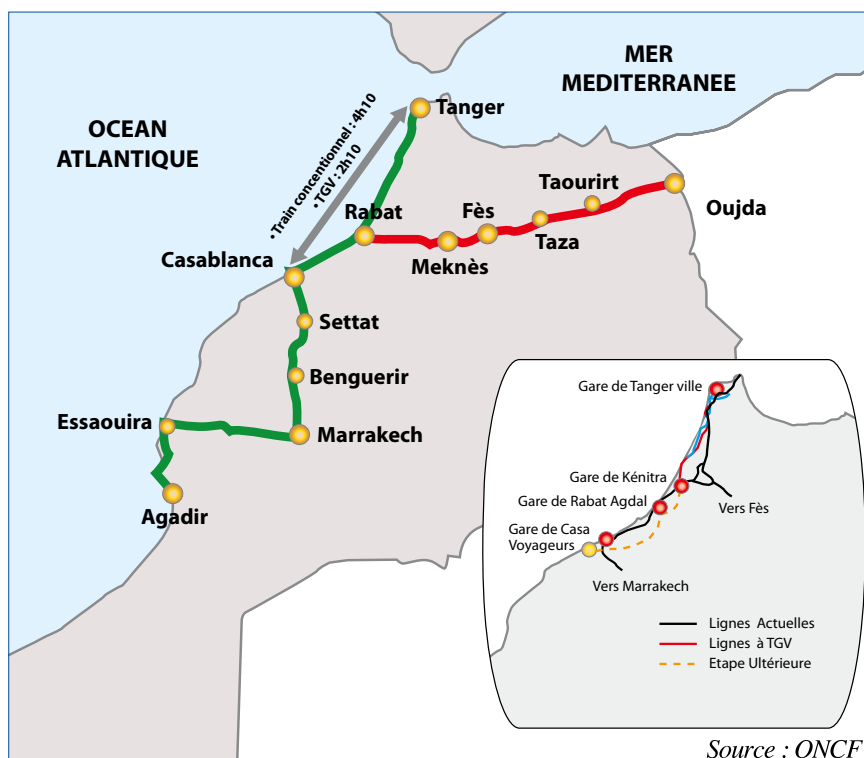 MER
MEDITERRANEE
OCEAN
ATLANTIQUE
•Train concentionnel : 4h10
•TGV : 2h10
Tanger
Rabat
Fès
Taourirt
Oujda
Taza
Meknès
Casablanca
Settat
Benguerir
Essaouira
Marrakech
Agadir
Gare de Tanger ville
Gare de Kénitra
Gare de Rabat Agdal
Vers Fès
Gare de Casa
Voyageurs
Vers Marrakech
Lignes Actuelles
Lignes à TGV
Etape Ultérieure
Source : ONCF